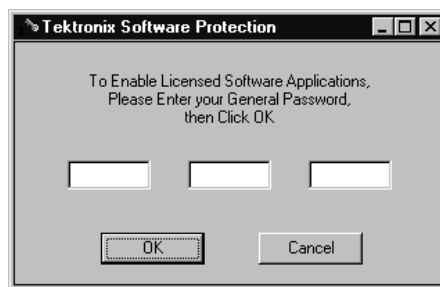 Tektronix Software Protection
To Enable Licensed Software Applications,
Please Enter your General Password,
then Click OK
OK
Cancel